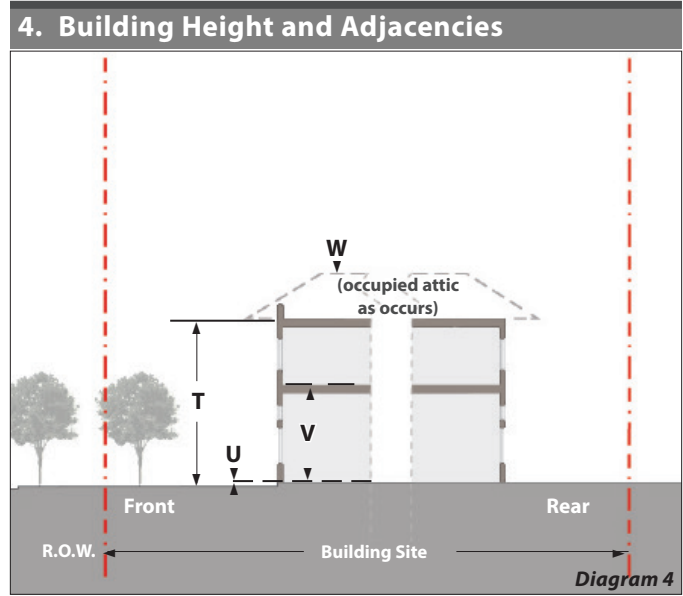 4. Building Height and Adjacencies
W
(occupied attic
as occurs)
T
V
U
Front
Rear
R.O.W.
Building Site
Diagram 4